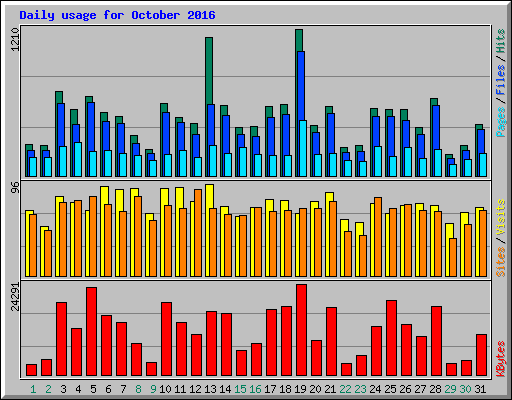 Daily usage for October 2016
1210
Pages / Files / Hits
96
Sites / Visits
24291
KBytes
1 2 3 4 5 6 7 8 9 10 11 12 13 14 15 16 17 18 19 20 21 22 23 24 25 26 27 28 29 30 31